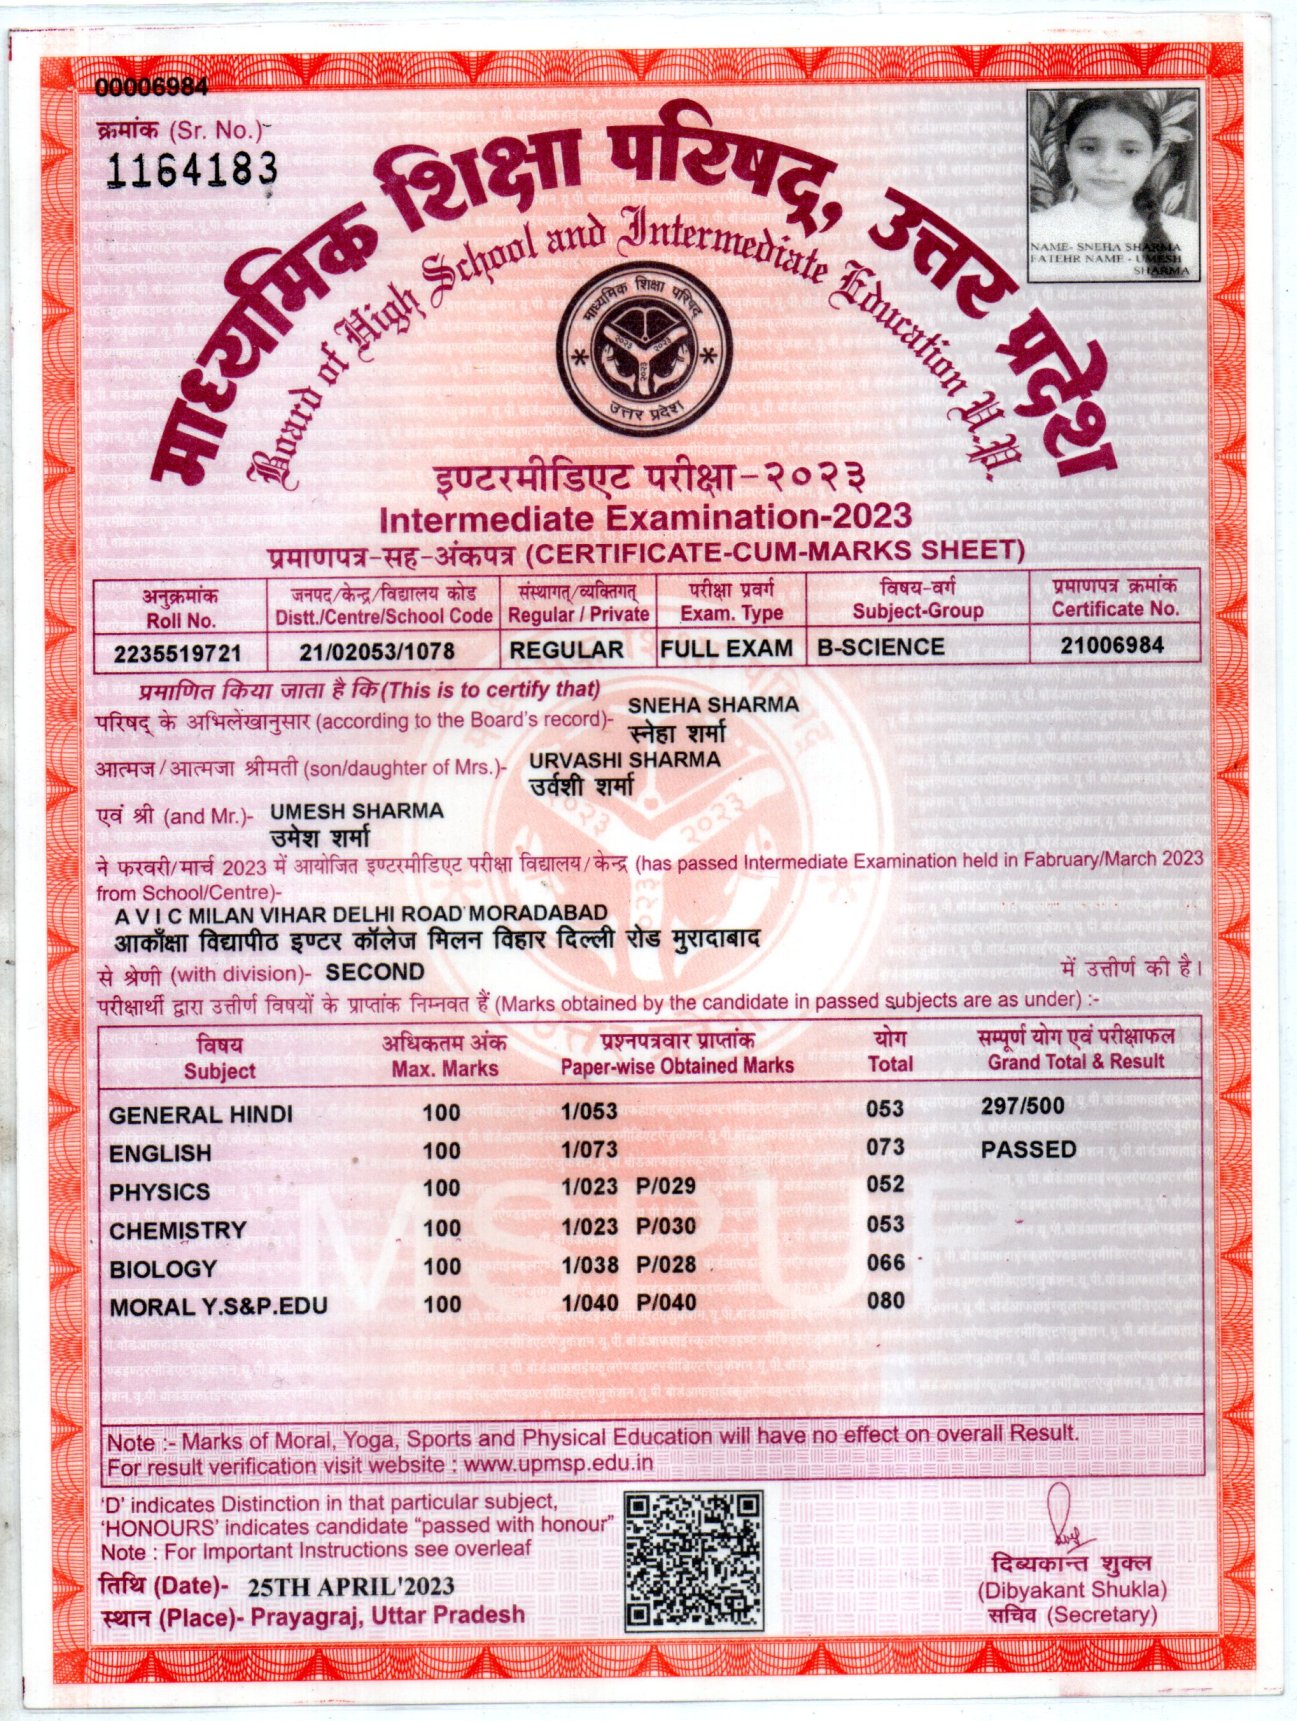 00006984
क्रमांक (Sr. No.)
1164183
माध्यमिक शिक्षा परिषद्, उत्तर प्रदेश
Board of High School and Intermediate Education U.P.
NAME- SNEHA SHARMA
FATEHR NAME - UMESH
SHARMA
माध्यमिक शिक्षा परिषद
२०२३ २०२३
२०२३
उत्तर प्रदेश
इण्टरमीडिएट परीक्षा-२०२३
Intermediate Examination-2023
प्रमाणपत्र-सह-अंकपत्र (CERTIFICATE-CUM-MARKS SHEET)
अनुक्रमांक जनपद/केन्द्र/विद्यालय कोड संस्थागत्/व्यक्तिगत् परीक्षा प्रवर्ग विषय-वर्ग प्रमाणपत्र क्रमांक
Roll No. Distt./Centre/School Code Regular / Private Exam. Type Subject-Group Certificate No.
2235519721 21/02053/1078 REGULAR FULL EXAM B-SCIENCE 21006984
प्रमाणित किया जाता है कि (This is to certify that)
परिषद् के अभिलेखानुसार (according to the Board's record)- SNEHA SHARMA
स्नेहा शर्मा
आत्मज/आत्मजा श्रीमती (son/daughter of Mrs.)- URVASHI SHARMA
उर्वशी शर्मा
एवं श्री (and Mr.)- UMESH SHARMA
उमेश शर्मा
ने फरवरी/मार्च 2023 में आयोजित इण्टरमीडिएट परीक्षा विद्यालय/केन्द्र (has passed Intermediate Examination held in Fabruary/March 2023
from School/Centre)-
A V I C MILAN VIHAR DELHI ROAD MORADABAD
आकाँक्षा विद्यापीठ इण्टर कॉलेज मिलन विहार दिल्ली रोड मुरादाबाद
से श्रेणी (with division)- SECOND में उत्तीर्ण की है।
परीक्षार्थी द्वारा उत्तीर्ण विषयों के प्राप्तांक निम्नवत हैं (Marks obtained by the candidate in passed subjects are as under) :-
विषय अधिकतम अंक प्रश्नपत्रवार प्राप्तांक योग सम्पूर्ण योग एवं परीक्षाफल
Subject Max. Marks Paper-wise Obtained Marks Total Grand Total & Result
GENERAL HINDI 100 1/053 053 297/500
ENGLISH 100 1/073 073 PASSED
PHYSICS 100 1/023 P/029 052
CHEMISTRY 100 1/023 P/030 053
BIOLOGY 100 1/038 P/028 066
MORAL Y.S&P.EDU 100 1/040 P/040 080
MSPUP
Note :- Marks of Moral, Yoga, Sports and Physical Education will have no effect on overall Result.
For result verification visit website : www.upmsp.edu.in
'D' indicates Distinction in that particular subject,
'HONOURS' indicates candidate "passed with honour"
Note : For Important Instructions see overleaf
तिथि (Date)- 25TH APRIL'2023
स्थान (Place)- Prayagraj, Uttar Pradesh
दिब्यकान्त शुक्ल
(Dibyakant Shukla)
सचिव (Secretary)